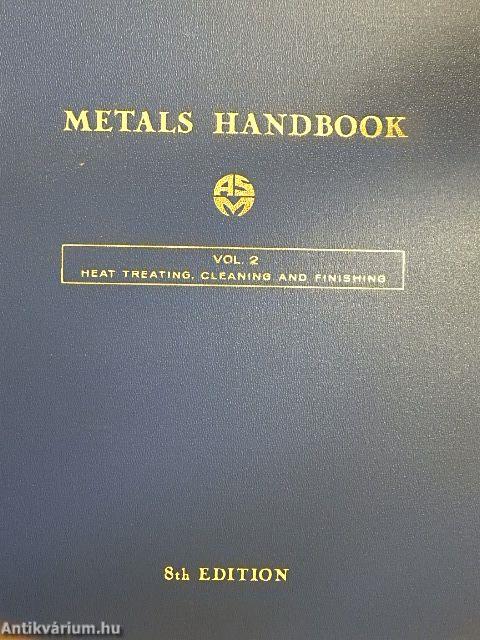 METALS HANDBOOK
ASM
VOL. 2
HEAT TREATING, CLEANING AND FINISHING
8th EDITION
Antikvárium.hu